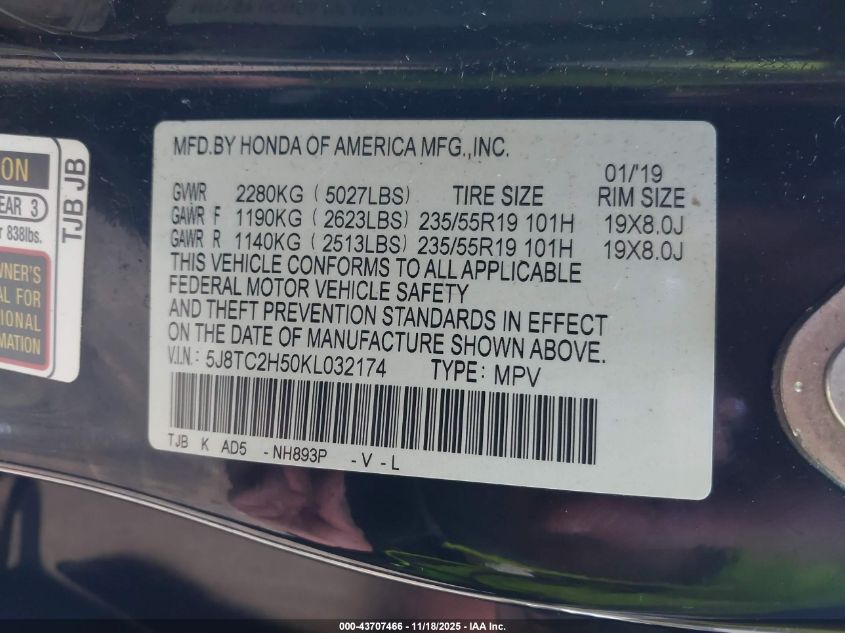 ON
EAR 3
838lbs.
TJB JB
WNER'S
AL FOR
IONAL
RMATION
MFD.BY HONDA OF AMERICA MFG.,INC.
01/'19
GVWR 2280KG (5027LBS) TIRE SIZE RIM SIZE
GAWR F 1190KG (2623LBS) 235/55R19 101H 19X8.0J
GAWR R 1140KG (2513LBS) 235/55R19 101H 19X8.0J
THIS VEHICLE CONFORMS TO ALL APPLICABLE
FEDERAL MOTOR VEHICLE SAFETY
AND THEFT PREVENTION STANDARDS IN EFFECT
ON THE DATE OF MANUFACTURE SHOWN ABOVE.
V.I.N.: 5J8TC2H50KL032174 TYPE: MPV
TJB K AD5 -NH893P -V-L
000-43707466 - 11/18/2025 - IAA Inc.